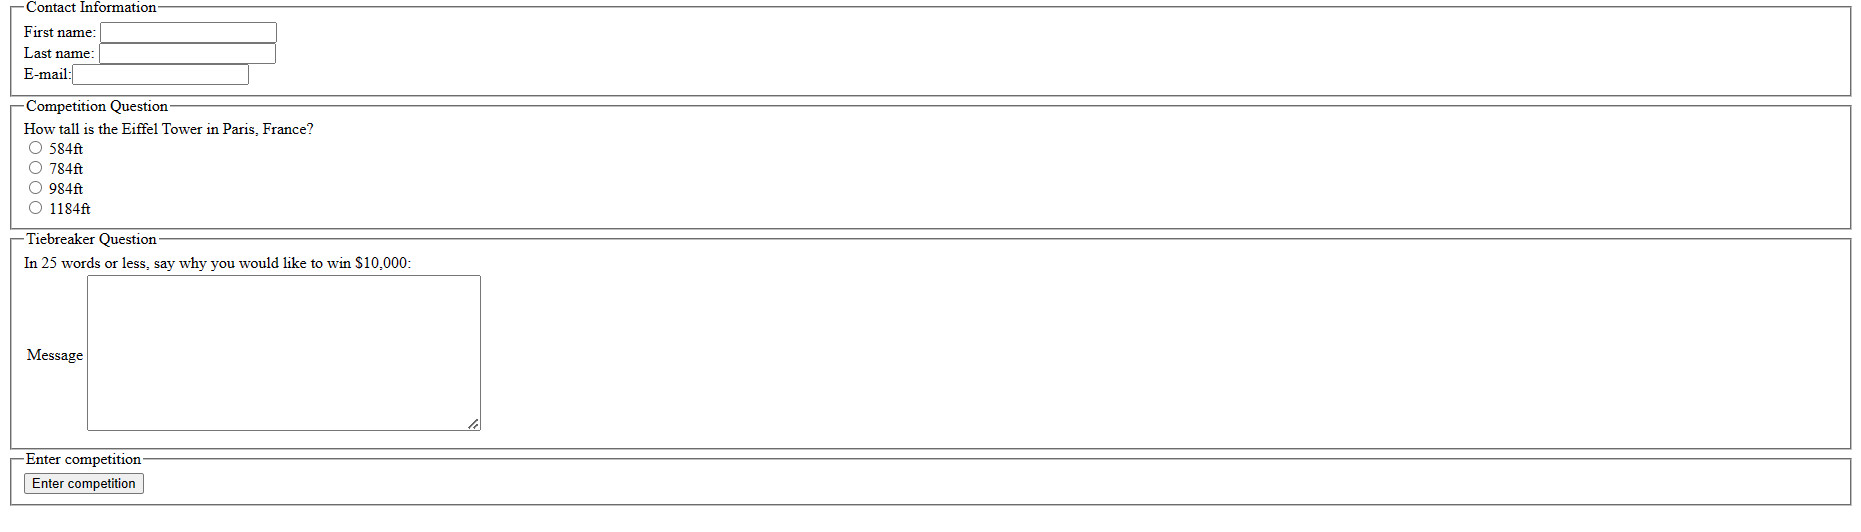 Contact Information
First name:
Last name:
E-mail:
Competition Question
How tall is the Eiffel Tower in Paris, France?
584ft
784ft
984ft
1184ft
Tiebreaker Question
In 25 words or less, say why you would like to win $10,000:
Message
Enter competition
Enter competition